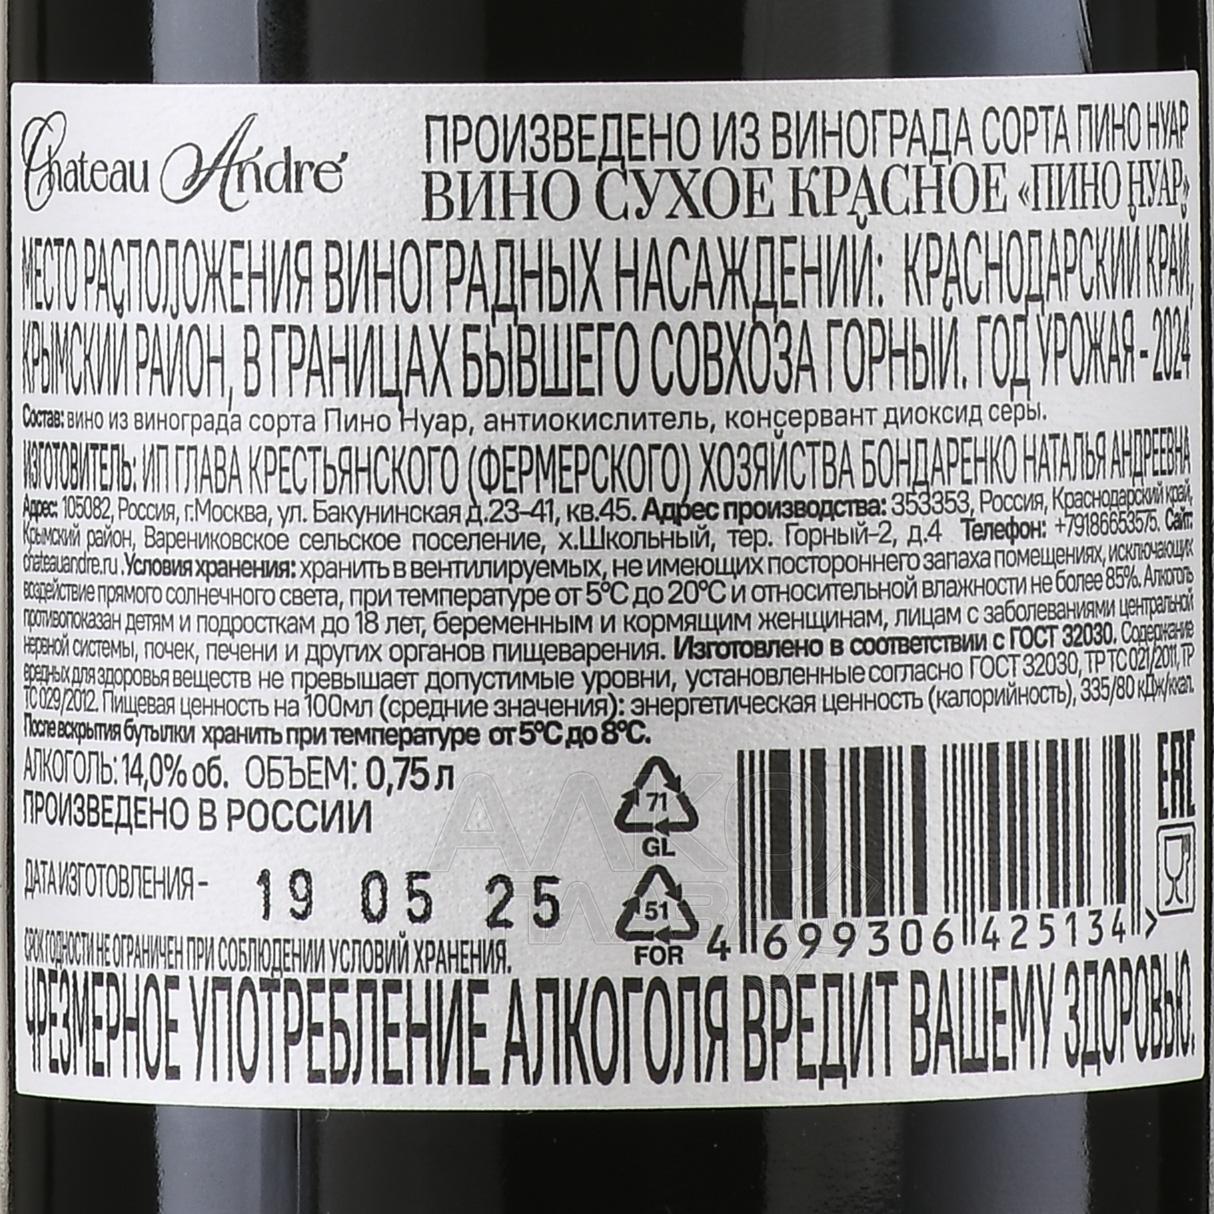 Chateau André
ПРОИЗВЕДЕНО ИЗ ВИНОГРАДА СОРТА ПИНО НУАР
ВИНО СУХОЕ КРАСНОЕ «ПИНО НУАР»
МЕСТО РАСПОЛОЖЕНИЯ ВИНОГРАДНЫХ НАСАЖДЕНИЙ: КРАСНОДАРСКИЙ КРАЙ,
КРЫМСКИЙ РАЙОН, В ГРАНИЦАХ БЫВШЕГО СОВХОЗА ГОРНЫЙ. ГОД УРОЖАЯ - 2024
Состав: вино из винограда сорта Пино Нуар, антиокислитель, консервант диоксид серы.
ИЗГОТОВИТЕЛЬ: ИП ГЛАВА КРЕСТЬЯНСКОГО (ФЕРМЕРСКОГО) ХОЗЯЙСТВА БОНДАРЕНКО НАТАЛЬЯ АНДРЕЕВНА
Адрес: 105082, Россия, г.Москва, ул. Бакунинская д.23-41, кв.45. Адрес производства: 353353, Россия, Краснодарский край,
Крымский район, Варениковское сельское поселение, х.Школьный, тер. Горный-2, д.4 Телефон: +79186653575. Сайт:
chateauandre.ru .Условия хранения: хранить в вентилируемых, не имеющих постороннего запаха помещениях, исключающих
воздействие прямого солнечного света, при температуре от 5°С до 20°С и относительной влажности не более 85%. Алкоголь
противопоказан детям и подросткам до 18 лет, беременным и кормящим женщинам, лицам с заболеваниями центральной
нервной системы, почек, печени и других органов пищеварения. Изготовлено в соответствии с ГОСТ 32030. Содержание
вредных для здоровья веществ не превышает допустимые уровни, установленные согласно ГОСТ 32030, ТР ТС 021/2011, ТР
ТС 029/2012. Пищевая ценность на 100мл (средние значения): энергетическая ценность (калорийность), 335/80 кДж/ккал.
После вскрытия бутылки хранить при температуре от 5°С до 8°С.
АЛКОГОЛЬ: 14,0% об. ОБЪЕМ: 0,75 л
ПРОИЗВЕДЕНО В РОССИИ
ДАТА ИЗГОТОВЛЕНИЯ - 19 05 25
СРОК ГОДНОСТИ НЕ ОГРАНИЧЕН ПРИ СОБЛЮДЕНИИ УСЛОВИЙ ХРАНЕНИЯ.
71
GL
51
FOR
4 699306 425134 >
EAC
АЛКО
ПЛАЗА
ЧРЕЗМЕРНОЕ УПОТРЕБЛЕНИЕ АЛКОГОЛЯ ВРЕДИТ ВАШЕМУ ЗДОРОВЬЮ.